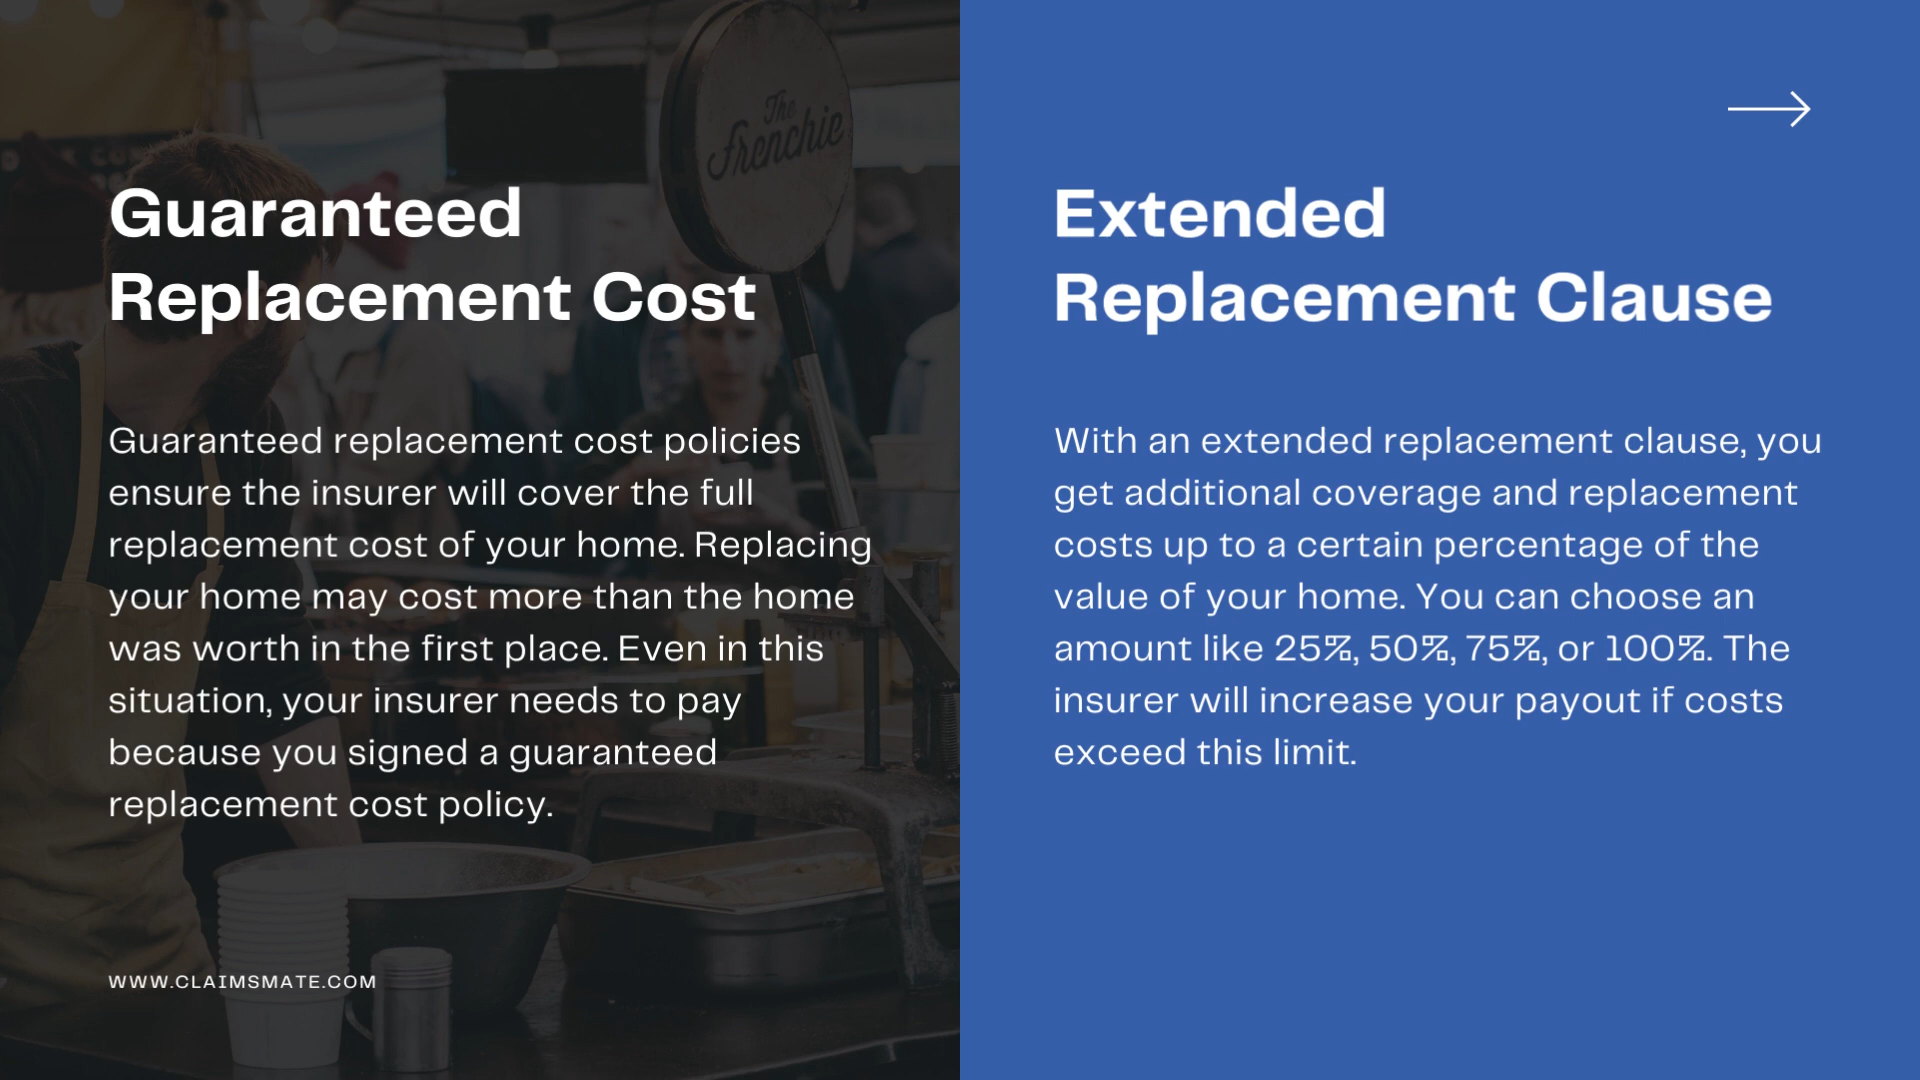 The
Frenchie
Guaranteed
Replacement Cost
Guaranteed replacement cost policies
ensure the insurer will cover the full
replacement cost of your home. Replacing
your home may cost more than the home
was worth in the first place. Even in this
situation, your insurer needs to pay
because you signed a guaranteed
replacement cost policy.
WWW.CLAIMSMATE.COM
Extended
Replacement Clause
With an extended replacement clause, you
get additional coverage and replacement
costs up to a certain percentage of the
value of your home. You can choose an
amount like 25%, 50%, 75%, or 100%. The
insurer will increase your payout if costs
exceed this limit.